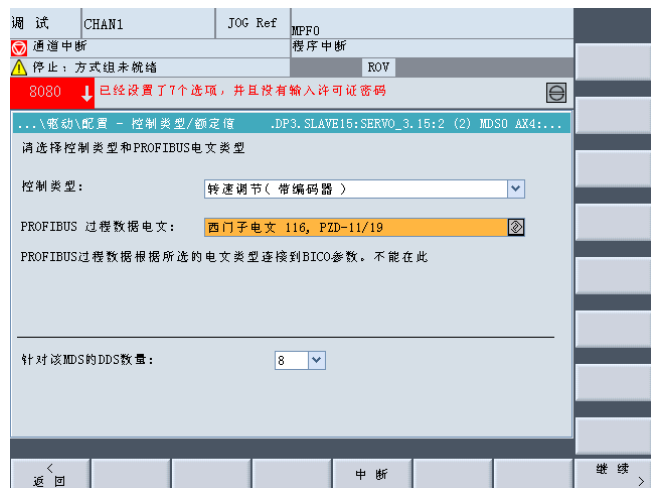 调 试 CHAN1 JOG Ref MPF0
通道中断 程序中断
停止：方式组未就绪 ROV
8080 已经设置了7个选项，并且没有输入许可证密码
...\驱动\配置 - 控制类型/额定值 .DP3.SLAVE15:SERVO_3.15:2 (2) MDS0 AX4:...
请选择控制类型和PROFIBUS电文类型
控制类型： 转速调节( 带编码器 )
PROFIBUS 过程数据电文： 西门子电文 116, PZD-11/19
PROFIBUS过程数据根据所选的电文类型连接到BICO参数。不能在此
针对该MDS的DDS数量： 8
< 返 回 中 断 继 续 >